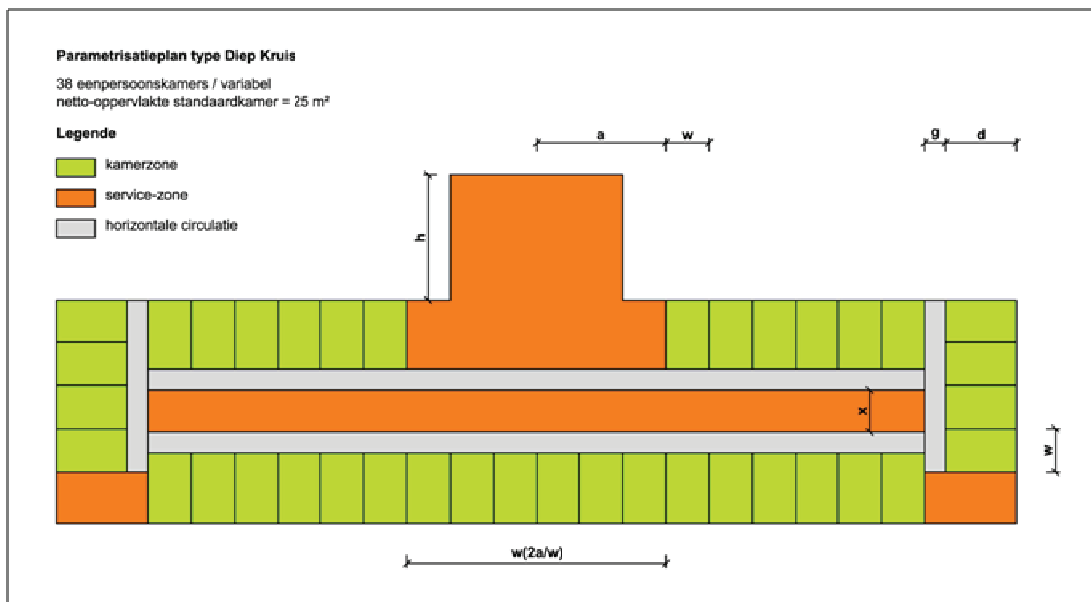 Parametrisatieplan type Diep Kruis
38 eenpersoonskamers / variabel
netto-oppervlakte standaardkamer = 25 m²
Legende
kamerzone
service-zone
horizontale circulatie
a
w
g
d
h
x
w
w(2a/w)